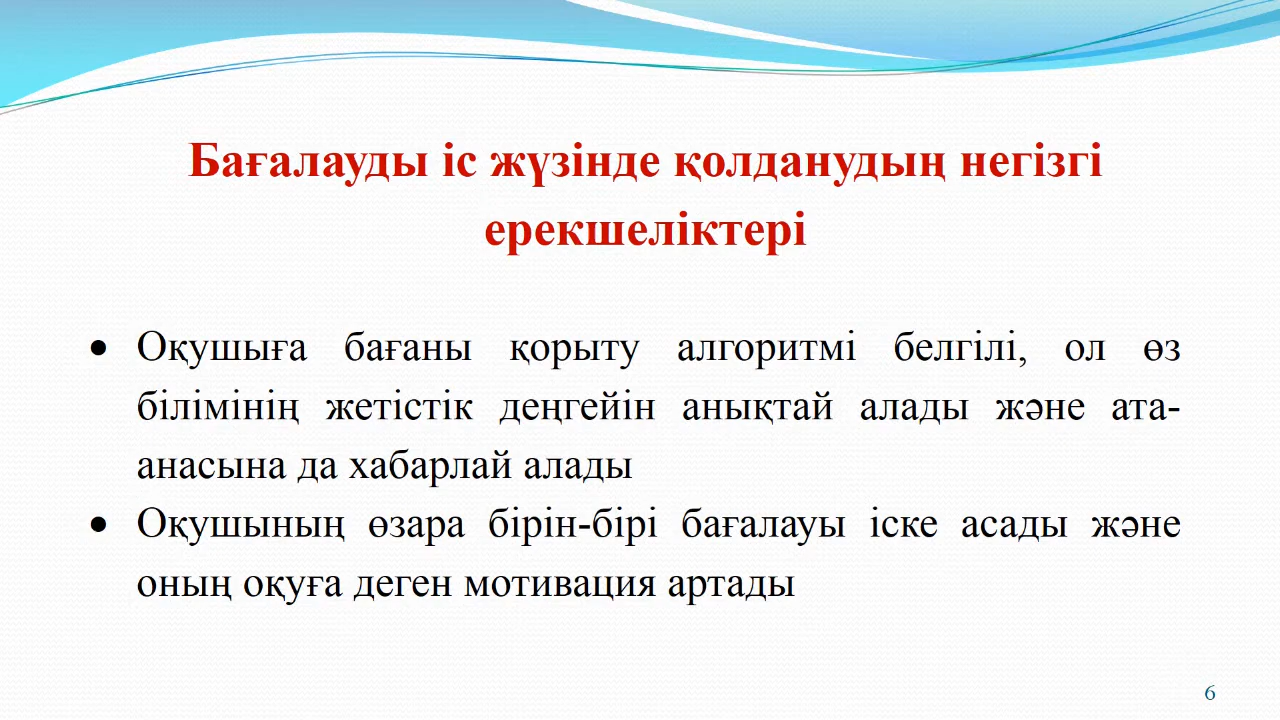 Бағалауды іс жүзінде қолданудың негізгі
ерекшеліктері
• Оқушыға бағаны қорыту алгоритмі белгілі, ол өз
білімінің жетістік деңгейін анықтай алады және ата-
анасына да хабарлай алады
• Оқушының өзара бірін-бірі бағалауы іске асады және
оның оқуға деген мотивация артады
6